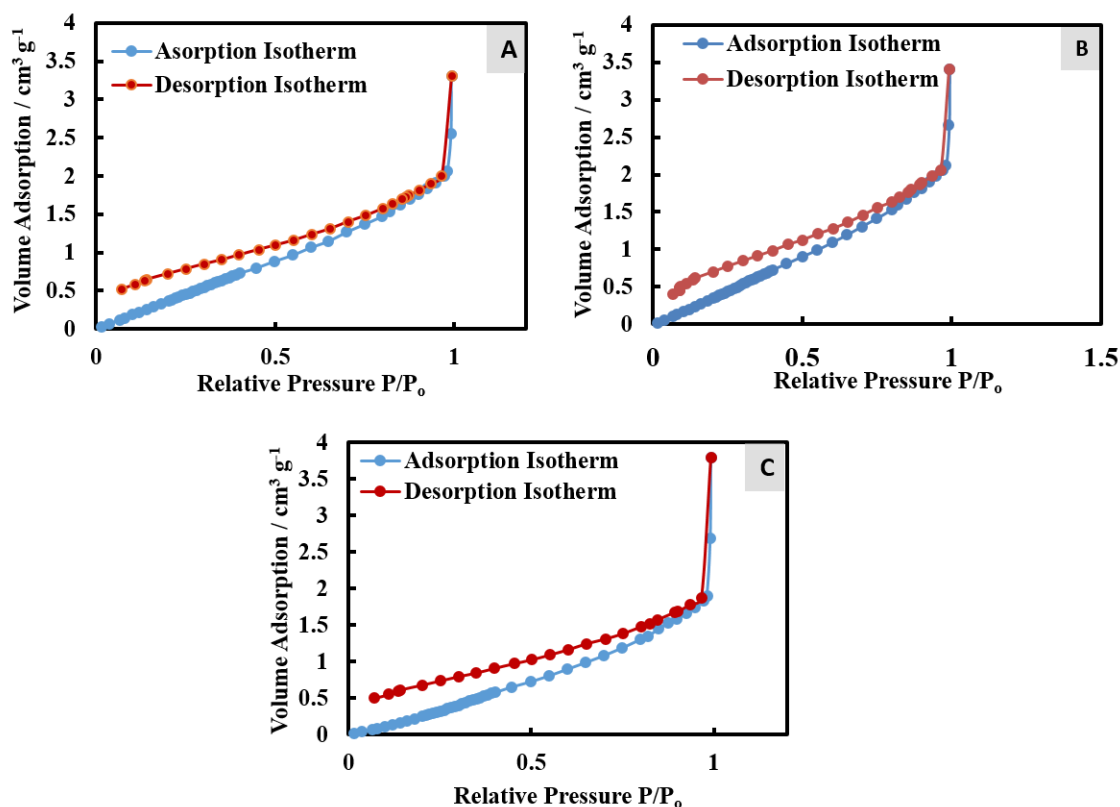 A
Asorption Isotherm
Desorption Isotherm
Volume Adsorption / cm³ g⁻¹
4
3.5
3
2.5
2
1.5
1
0.5
0
0 0.5 1
Relative Pressure P/Pₒ
B
Adsorption Isotherm
Desorption Isotherm
Volume Adsorption / cm³ g⁻¹
4
3.5
3
2.5
2
1.5
1
0.5
0
0 0.5 1 1.5
Relative Pressure P/Pₒ
C
Adsorption Isotherm
Desorption Isotherm
Volume Adsorption / cm³ g⁻¹
4
3.5
3
2.5
2
1.5
1
0.5
0
0 0.5 1
Relative Pressure P/Pₒ